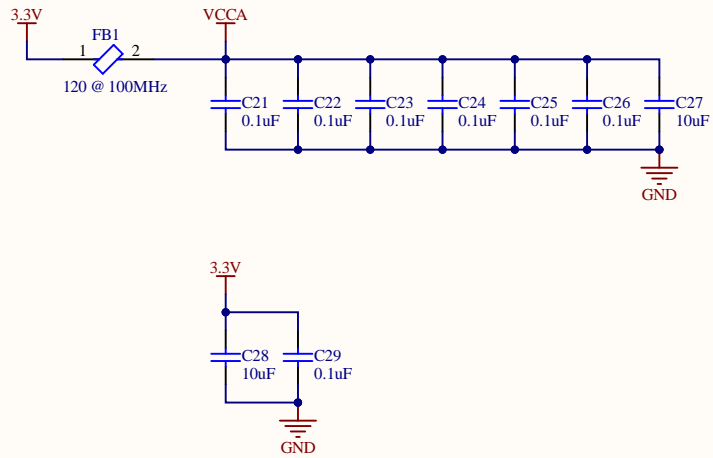 3.3V
VCCA
FB1
1
2
120 @ 100MHz
C21
0.1uF
C22
0.1uF
C23
0.1uF
C24
0.1uF
C25
0.1uF
C26
0.1uF
C27
10uF
GND
3.3V
C28
10uF
C29
0.1uF
GND